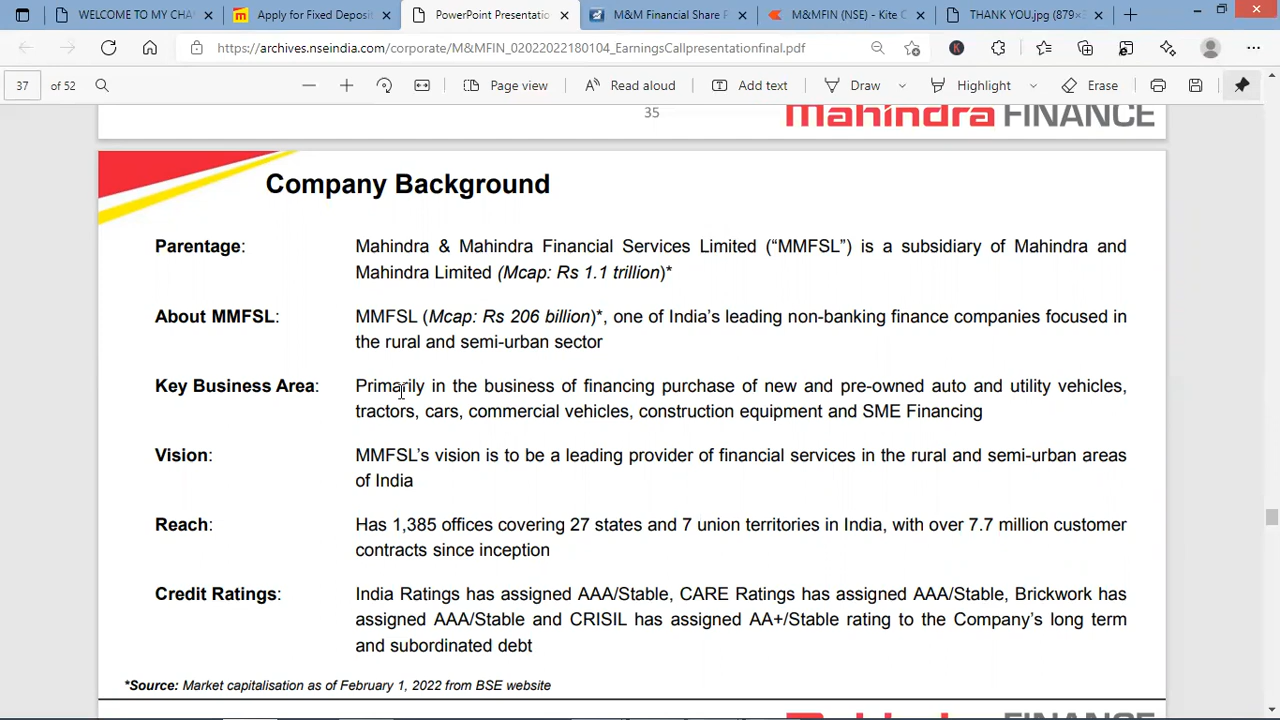 WELCOME TO MY CHA
Apply for Fixed Deposit
PowerPoint Presentatio
M&M Financial Share P
M&MFIN (NSE) - Kite C
THANK YOU.jpg (879×
https://archives.nseindia.com/corporate/M&MFIN_02022022180104_EarningsCallpresentationfinal.pdf
37 of 52
Page view
Read aloud
Add text
Draw
Highlight
Erase
35
mahindra FINANCE
Company Background
Parentage: Mahindra & Mahindra Financial Services Limited (“MMFSL”) is a subsidiary of Mahindra and
Mahindra Limited (Mcap: Rs 1.1 trillion)*
About MMFSL: MMFSL (Mcap: Rs 206 billion)*, one of India’s leading non-banking finance companies focused in
the rural and semi-urban sector
Key Business Area: Primarily in the business of financing purchase of new and pre-owned auto and utility vehicles,
tractors, cars, commercial vehicles, construction equipment and SME Financing
Vision: MMFSL’s vision is to be a leading provider of financial services in the rural and semi-urban areas
of India
Reach: Has 1,385 offices covering 27 states and 7 union territories in India, with over 7.7 million customer
contracts since inception
Credit Ratings: India Ratings has assigned AAA/Stable, CARE Ratings has assigned AAA/Stable, Brickwork has
assigned AAA/Stable and CRISIL has assigned AA+/Stable rating to the Company’s long term
and subordinated debt
*Source: Market capitalisation as of February 1, 2022 from BSE website